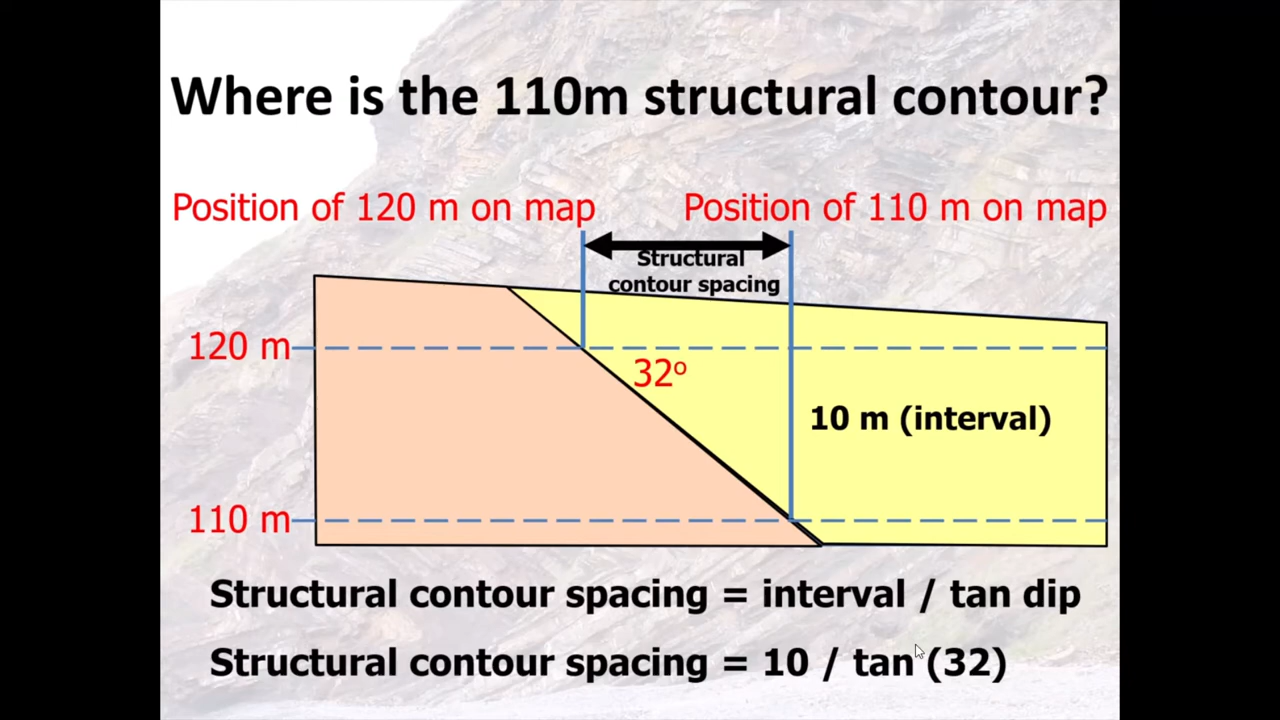 Where is the 110m structural contour?
Position of 120 m on map
Position of 110 m on map
Structural
contour spacing
120 m
32º
10 m (interval)
110 m
Structural contour spacing = interval / tan dip
Structural contour spacing = 10 / tan (32)